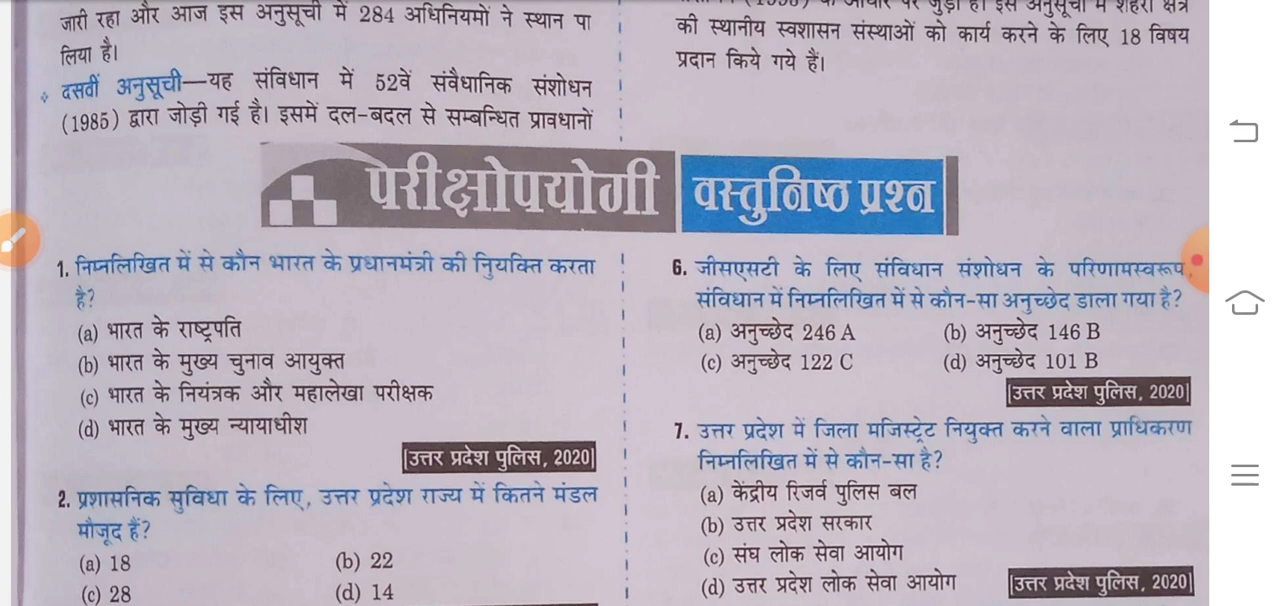 जारी रहा और आज इस अनुसूची में 284 अधिनियमों ने स्थान पा
लिया है।
दसवीं अनुसूची—यह संविधान में 52वें संवैधानिक संशोधन
(1985) द्वारा जोड़ी गई है। इसमें दल-बदल से सम्बन्धित प्रावधानों
की स्थानीय स्वशासन संस्थाओं को कार्य करने के लिए 18 विषय
प्रदान किये गये हैं।
परीक्षोपयोगी वस्तुनिष्ठ प्रश्न
1. निम्नलिखित में से कौन भारत के प्रधानमंत्री की नियुक्ति करता
है?
(a) भारत के राष्ट्रपति
(b) भारत के मुख्य चुनाव आयुक्त
(c) भारत के नियंत्रक और महालेखा परीक्षक
(d) भारत के मुख्य न्यायाधीश
उत्तर प्रदेश पुलिस, 2020
2. प्रशासनिक सुविधा के लिए, उत्तर प्रदेश राज्य में कितने मंडल
मौजूद हैं?
(a) 18 (b) 22
(c) 28 (d) 14
6. जीसएसटी के लिए संविधान संशोधन के परिणामस्वरूप,
संविधान में निम्नलिखित में से कौन-सा अनुच्छेद डाला गया है?
(a) अनुच्छेद 246 A (b) अनुच्छेद 146 B
(c) अनुच्छेद 122 C (d) अनुच्छेद 101 B
उत्तर प्रदेश पुलिस, 2020
7. उत्तर प्रदेश में जिला मजिस्ट्रेट नियुक्त करने वाला प्राधिकरण
निम्नलिखित में से कौन-सा है?
(a) केंद्रीय रिजर्व पुलिस बल
(b) उत्तर प्रदेश सरकार
(c) संघ लोक सेवा आयोग
(d) उत्तर प्रदेश लोक सेवा आयोग उत्तर प्रदेश पुलिस, 2020